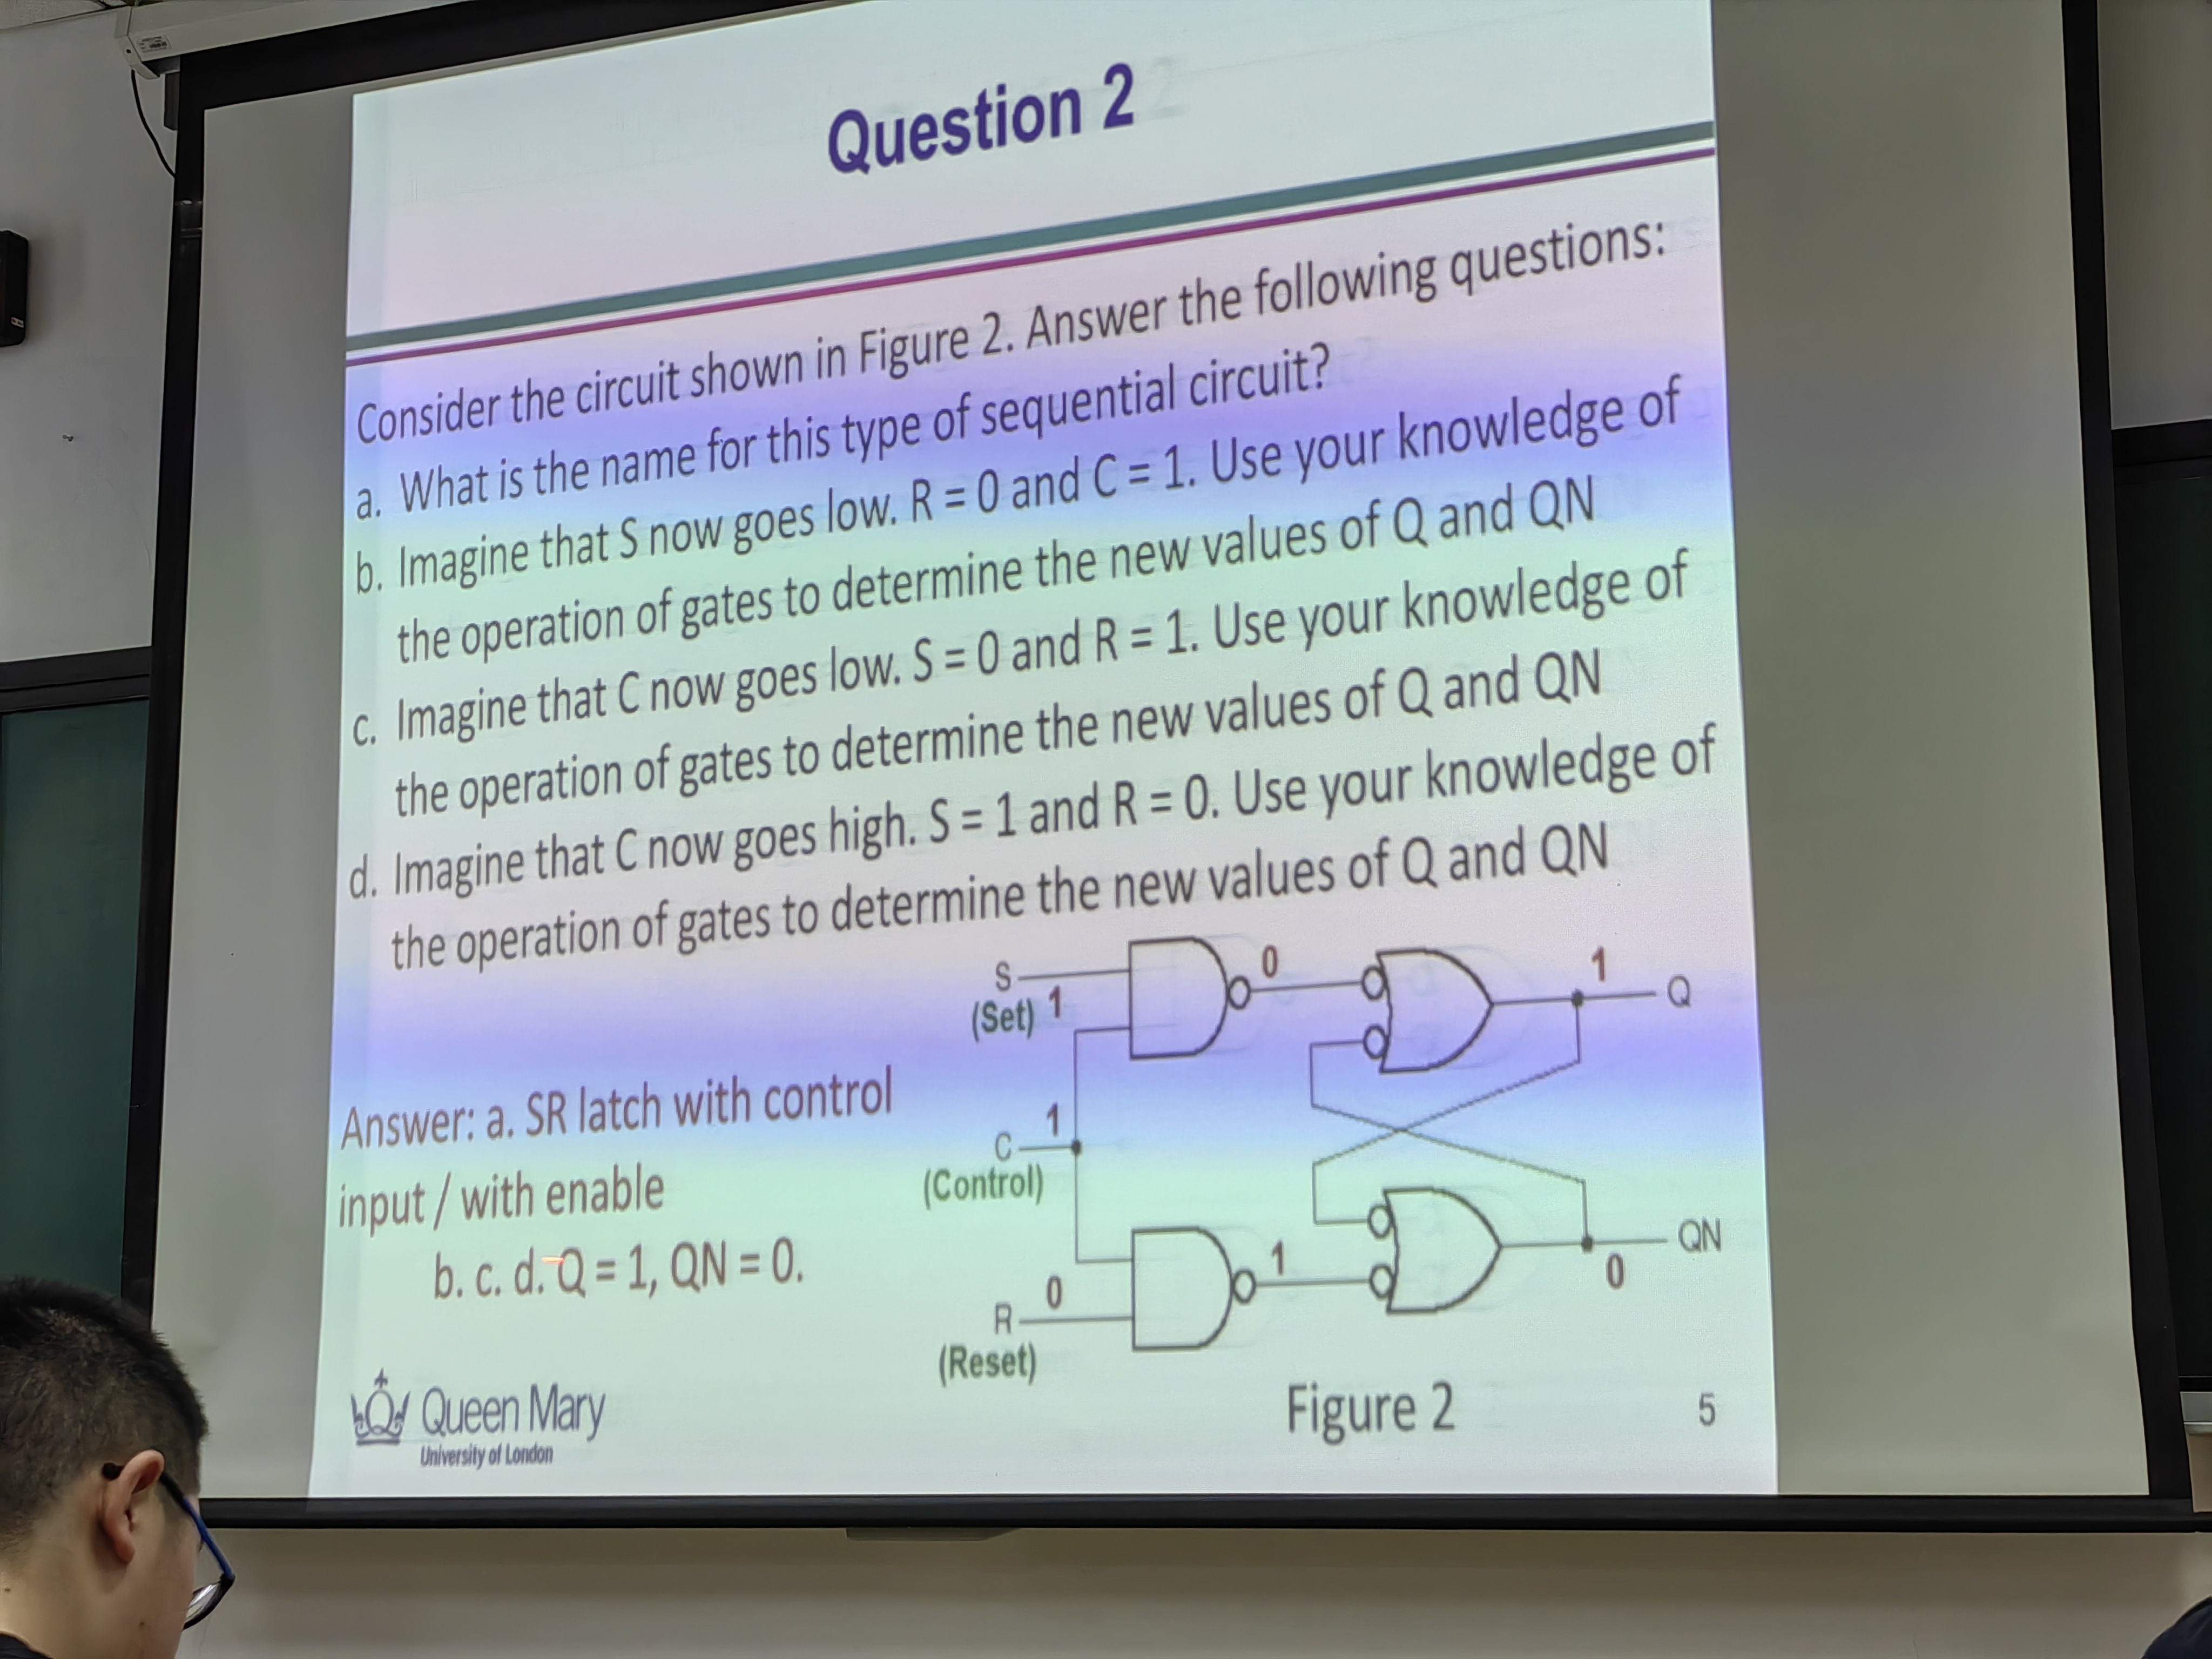 Question 2
Consider the circuit shown in Figure 2. Answer the following questions:
a. What is the name for this type of sequential circuit?
b. Imagine that S now goes low. R = 0 and C = 1. Use your knowledge of
the operation of gates to determine the new values of Q and QN
c. Imagine that C now goes low. S = 0 and R = 1. Use your knowledge of
the operation of gates to determine the new values of Q and QN
d. Imagine that C now goes high. S = 1 and R = 0. Use your knowledge of
the operation of gates to determine the new values of Q and QN
S
(Set) 1
0
1
Q
Answer: a. SR latch with control
input / with enable
b. c. d. Q = 1, QN = 0.
1
C
(Control)
0
R
(Reset)
1
0
QN
Figure 2
Queen Mary
University of London
5